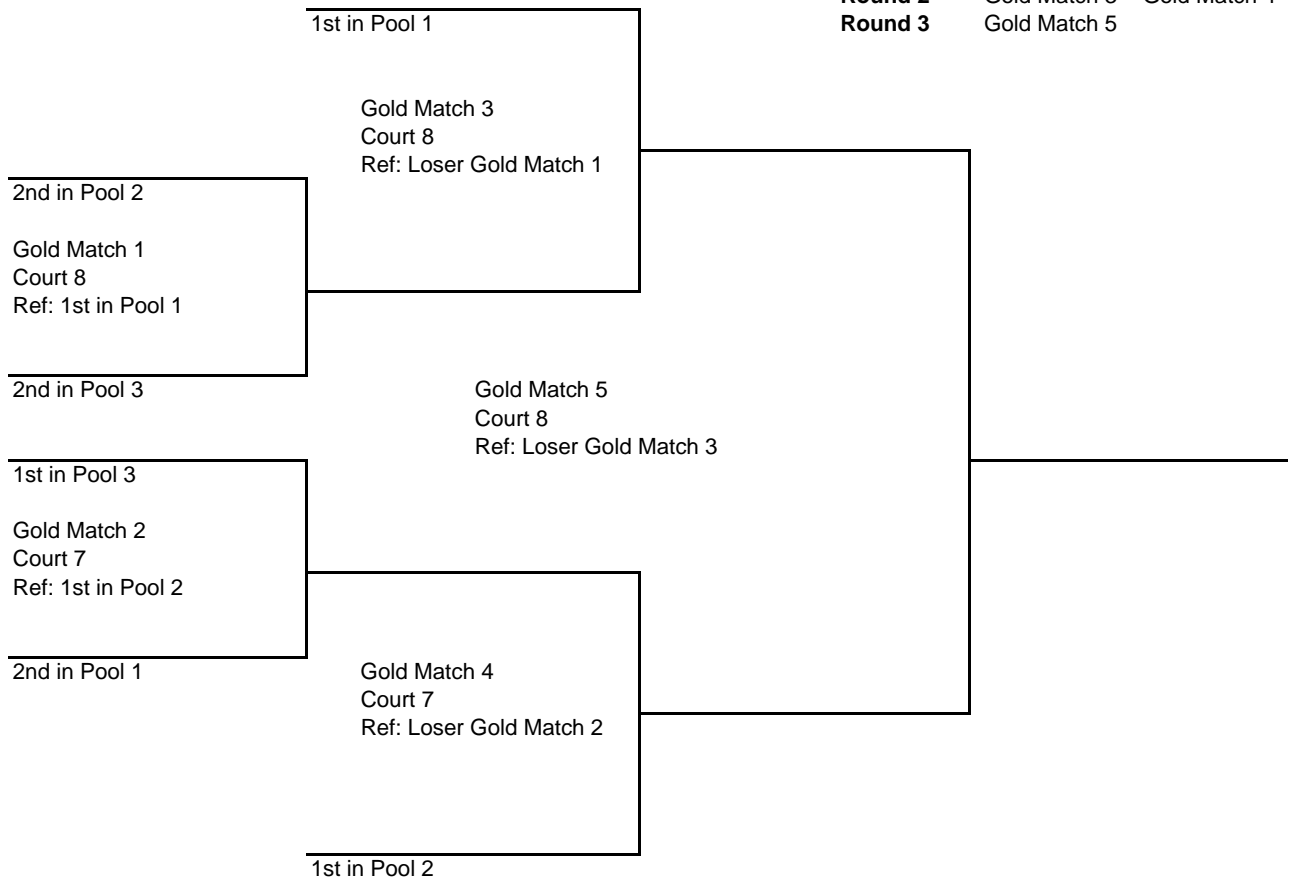 1st in Pool 1
Round 3 Gold Match 5
Gold Match 3
Court 8
Ref: Loser Gold Match 1
2nd in Pool 2
Gold Match 1
Court 8
Ref: 1st in Pool 1
2nd in Pool 3
Gold Match 5
Court 8
Ref: Loser Gold Match 3
1st in Pool 3
Gold Match 2
Court 7
Ref: 1st in Pool 2
2nd in Pool 1
Gold Match 4
Court 7
Ref: Loser Gold Match 2
1st in Pool 2